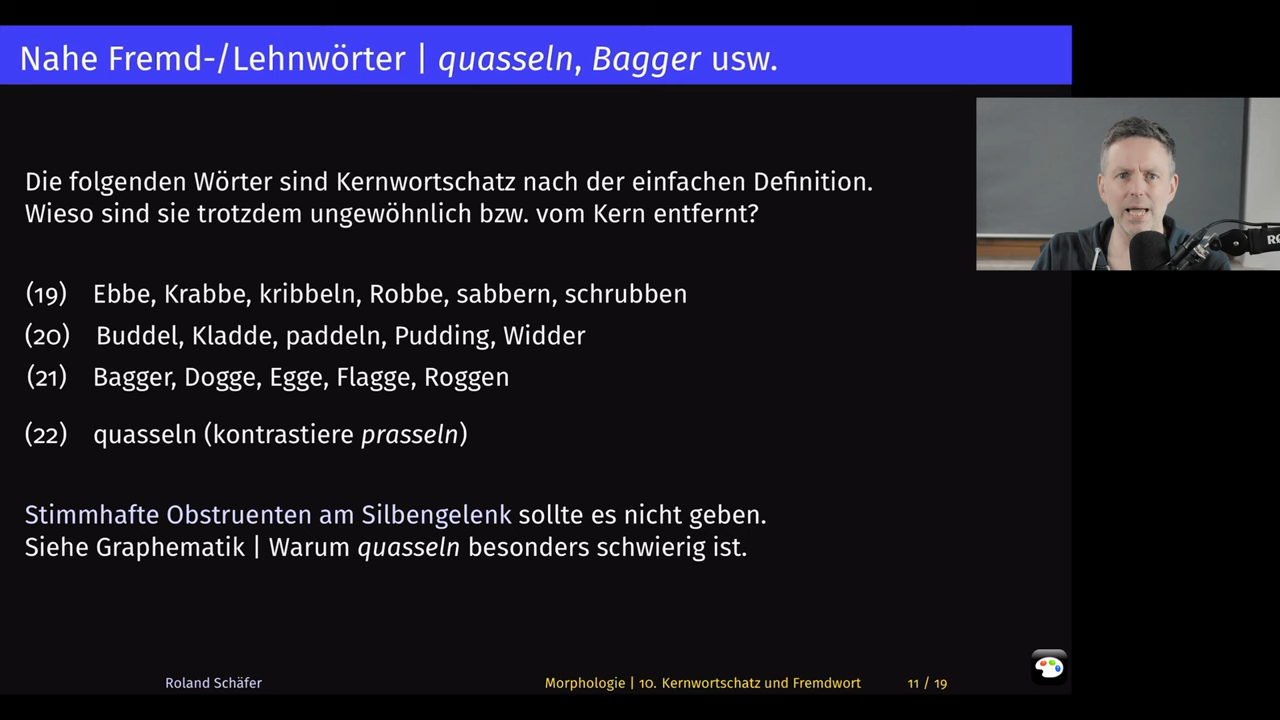 Nahe Fremd-/Lehnwörter | quasseln, Bagger usw.
Die folgenden Wörter sind Kernwortschatz nach der einfachen Definition.
Wieso sind sie trotzdem ungewöhnlich bzw. vom Kern entfernt?
(19) Ebbe, Krabbe, kribbeln, Robbe, sabbern, schrubben
(20) Buddel, Kladde, paddeln, Pudding, Widder
(21) Bagger, Dogge, Egge, Flagge, Roggen
(22) quasseln (kontrastiere prasseln)
Stimmhafte Obstruenten am Silbengelenk sollte es nicht geben.
Siehe Graphematik | Warum quasseln besonders schwierig ist.
Roland Schäfer Morphologie | 10. Kernwortschatz und Fremdwort 11 / 19